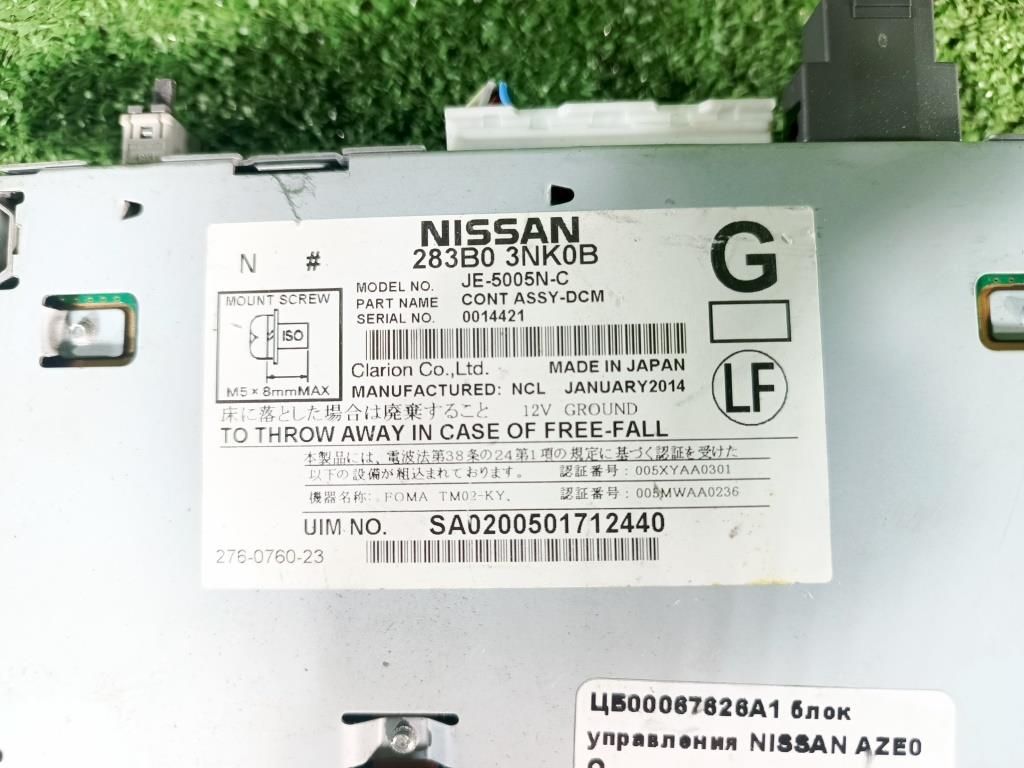 NISSAN
283B0 3NK0B
N #
G
MODEL NO. JE-5005N-C
PART NAME CONT ASSY-DCM
SERIAL NO. 0014421
MOUNT SCREW
ISO
M5×8mmMAX
Clarion Co.,Ltd. MADE IN JAPAN
MANUFACTURED: NCL JANUARY2014
LF
床に落とした場合は廃棄すること 12V GROUND
TO THROW AWAY IN CASE OF FREE-FALL
本製品には、電波法第38条の24第1項の規定に基づく認証を受けた
以下の設備が組込まれております。 認証番号：005XYAA0301
機器名称：FOMA TM02-KY、 認証番号：005MWAA0236
UIM NO. SA0200501712440
276-0760-23
ЦБ00067626A1 блок
управления NISSAN AZE0